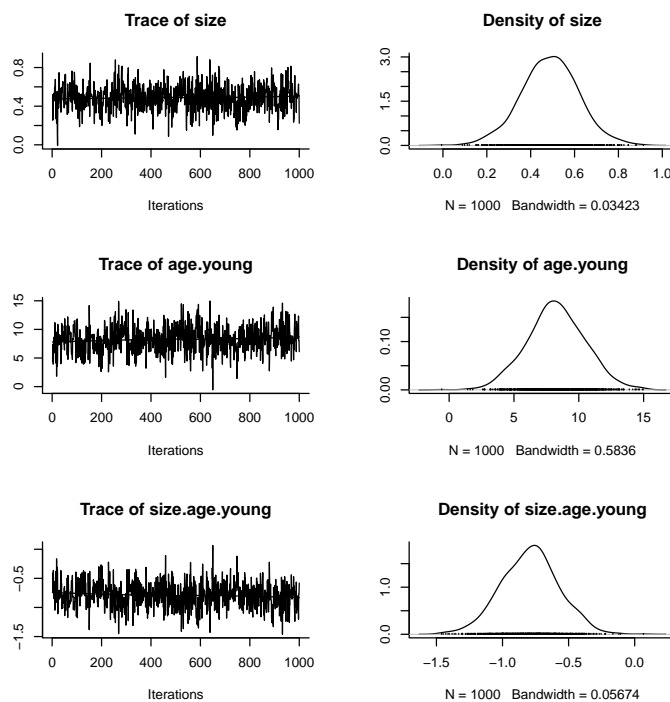 Trace of size
0.0 0.4 0.8
0 200 400 600 800 1000
Iterations
Density of size
0.0 1.5 3.0
0.0 0.2 0.4 0.6 0.8 1.0
N = 1000 Bandwidth = 0.03423
Trace of age.young
0 5 10 15
0 200 400 600 800 1000
Iterations
Density of age.young
0.00 0.10
0 5 10 15
N = 1000 Bandwidth = 0.5836
Trace of size.age.young
−1.5 −0.5
0 200 400 600 800 1000
Iterations
Density of size.age.young
0.0 1.0
−1.5 −1.0 −0.5 0.0
N = 1000 Bandwidth = 0.05674